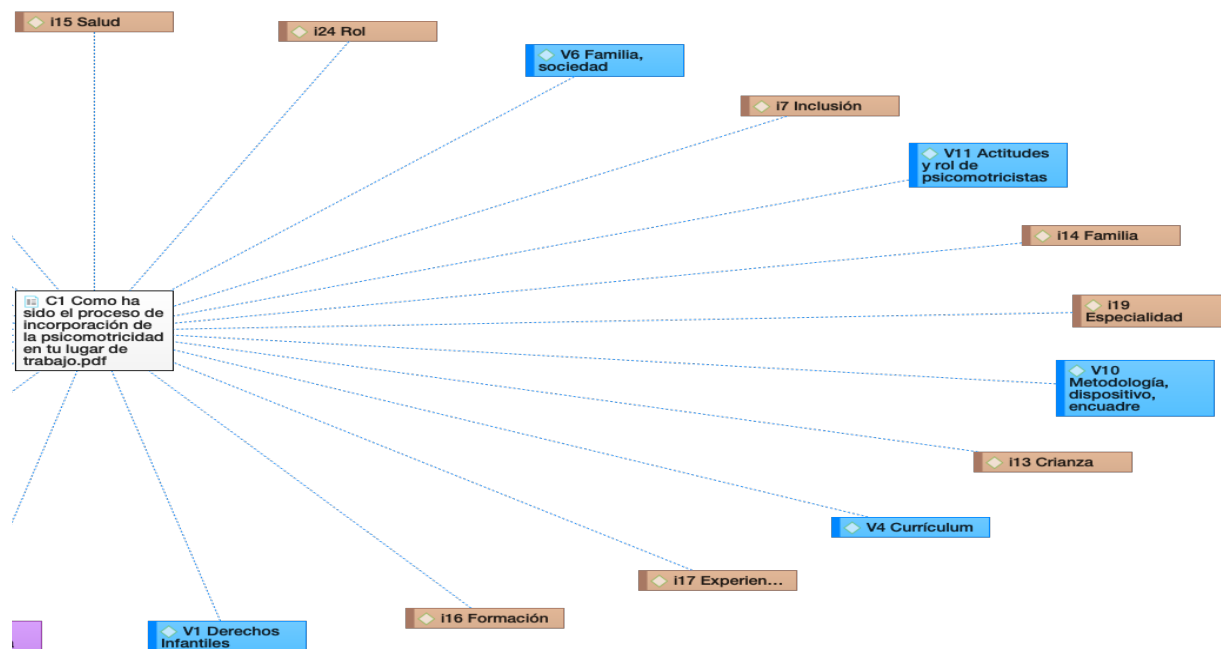 i15 Salud
i24 Rol
V6 Familia,
sociedad
i7 Inclusión
V11 Actitudes
y rol de
psicomotricistas
i14 Familia
C1 Como ha
sido el proceso de
incorporación de
la psicomotricidad
en tu lugar de
trabajo.pdf
i19
Especialidad
V10
Metodología,
dispositivo,
encuadre
i13 Crianza
V4 Currículum
i17 Experien...
i16 Formación
V1 Derechos
Infantiles